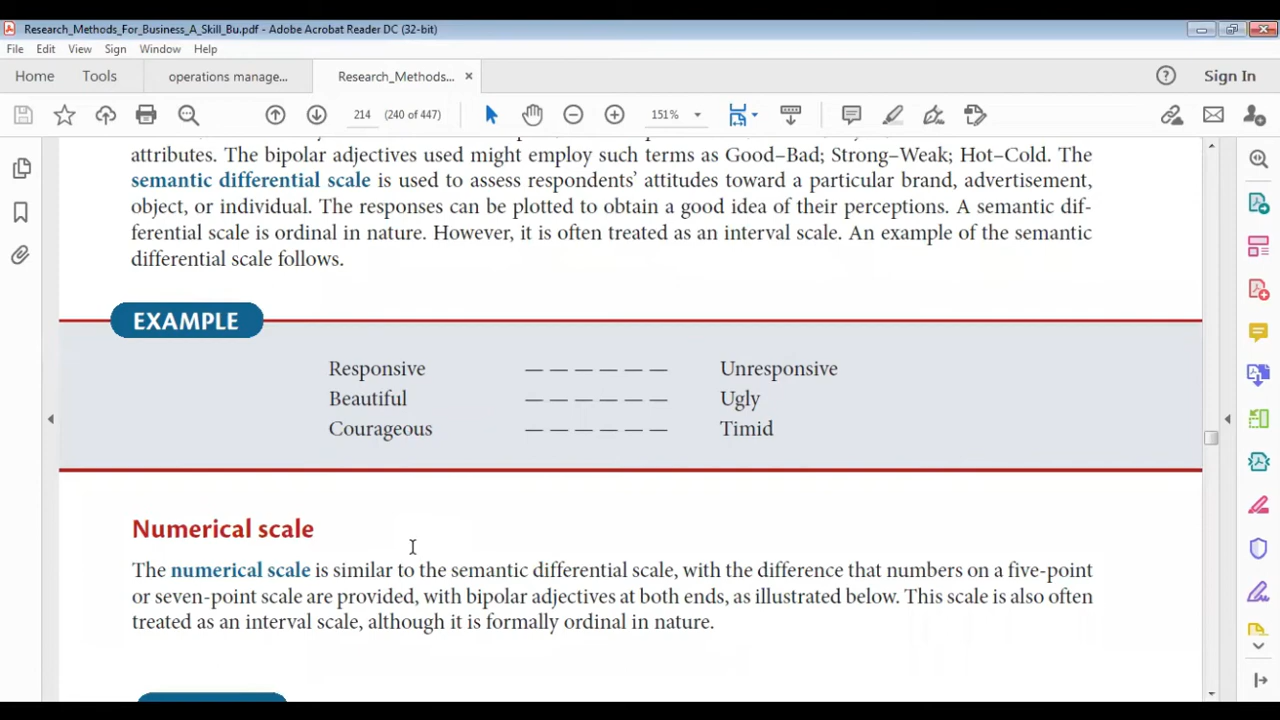 Research_Methods_For_Business_A_Skill_Bu.pdf - Adobe Acrobat Reader DC (32-bit)
File Edit View Sign Window Help
Home Tools operations manage... Research_Methods... × Sign In
214 (240 of 447) 151%
attributes. The bipolar adjectives used might employ such terms as Good–Bad; Strong–Weak; Hot–Cold. The
semantic differential scale is used to assess respondents’ attitudes toward a particular brand, advertisement,
object, or individual. The responses can be plotted to obtain a good idea of their perceptions. A semantic dif-
ferential scale is ordinal in nature. However, it is often treated as an interval scale. An example of the semantic
differential scale follows.
EXAMPLE
Responsive — — — — — Unresponsive
Beautiful — — — — — Ugly
Courageous — — — — — Timid
Numerical scale
The numerical scale is similar to the semantic differential scale, with the difference that numbers on a five-point
or seven-point scale are provided, with bipolar adjectives at both ends, as illustrated below. This scale is also often
treated as an interval scale, although it is formally ordinal in nature.